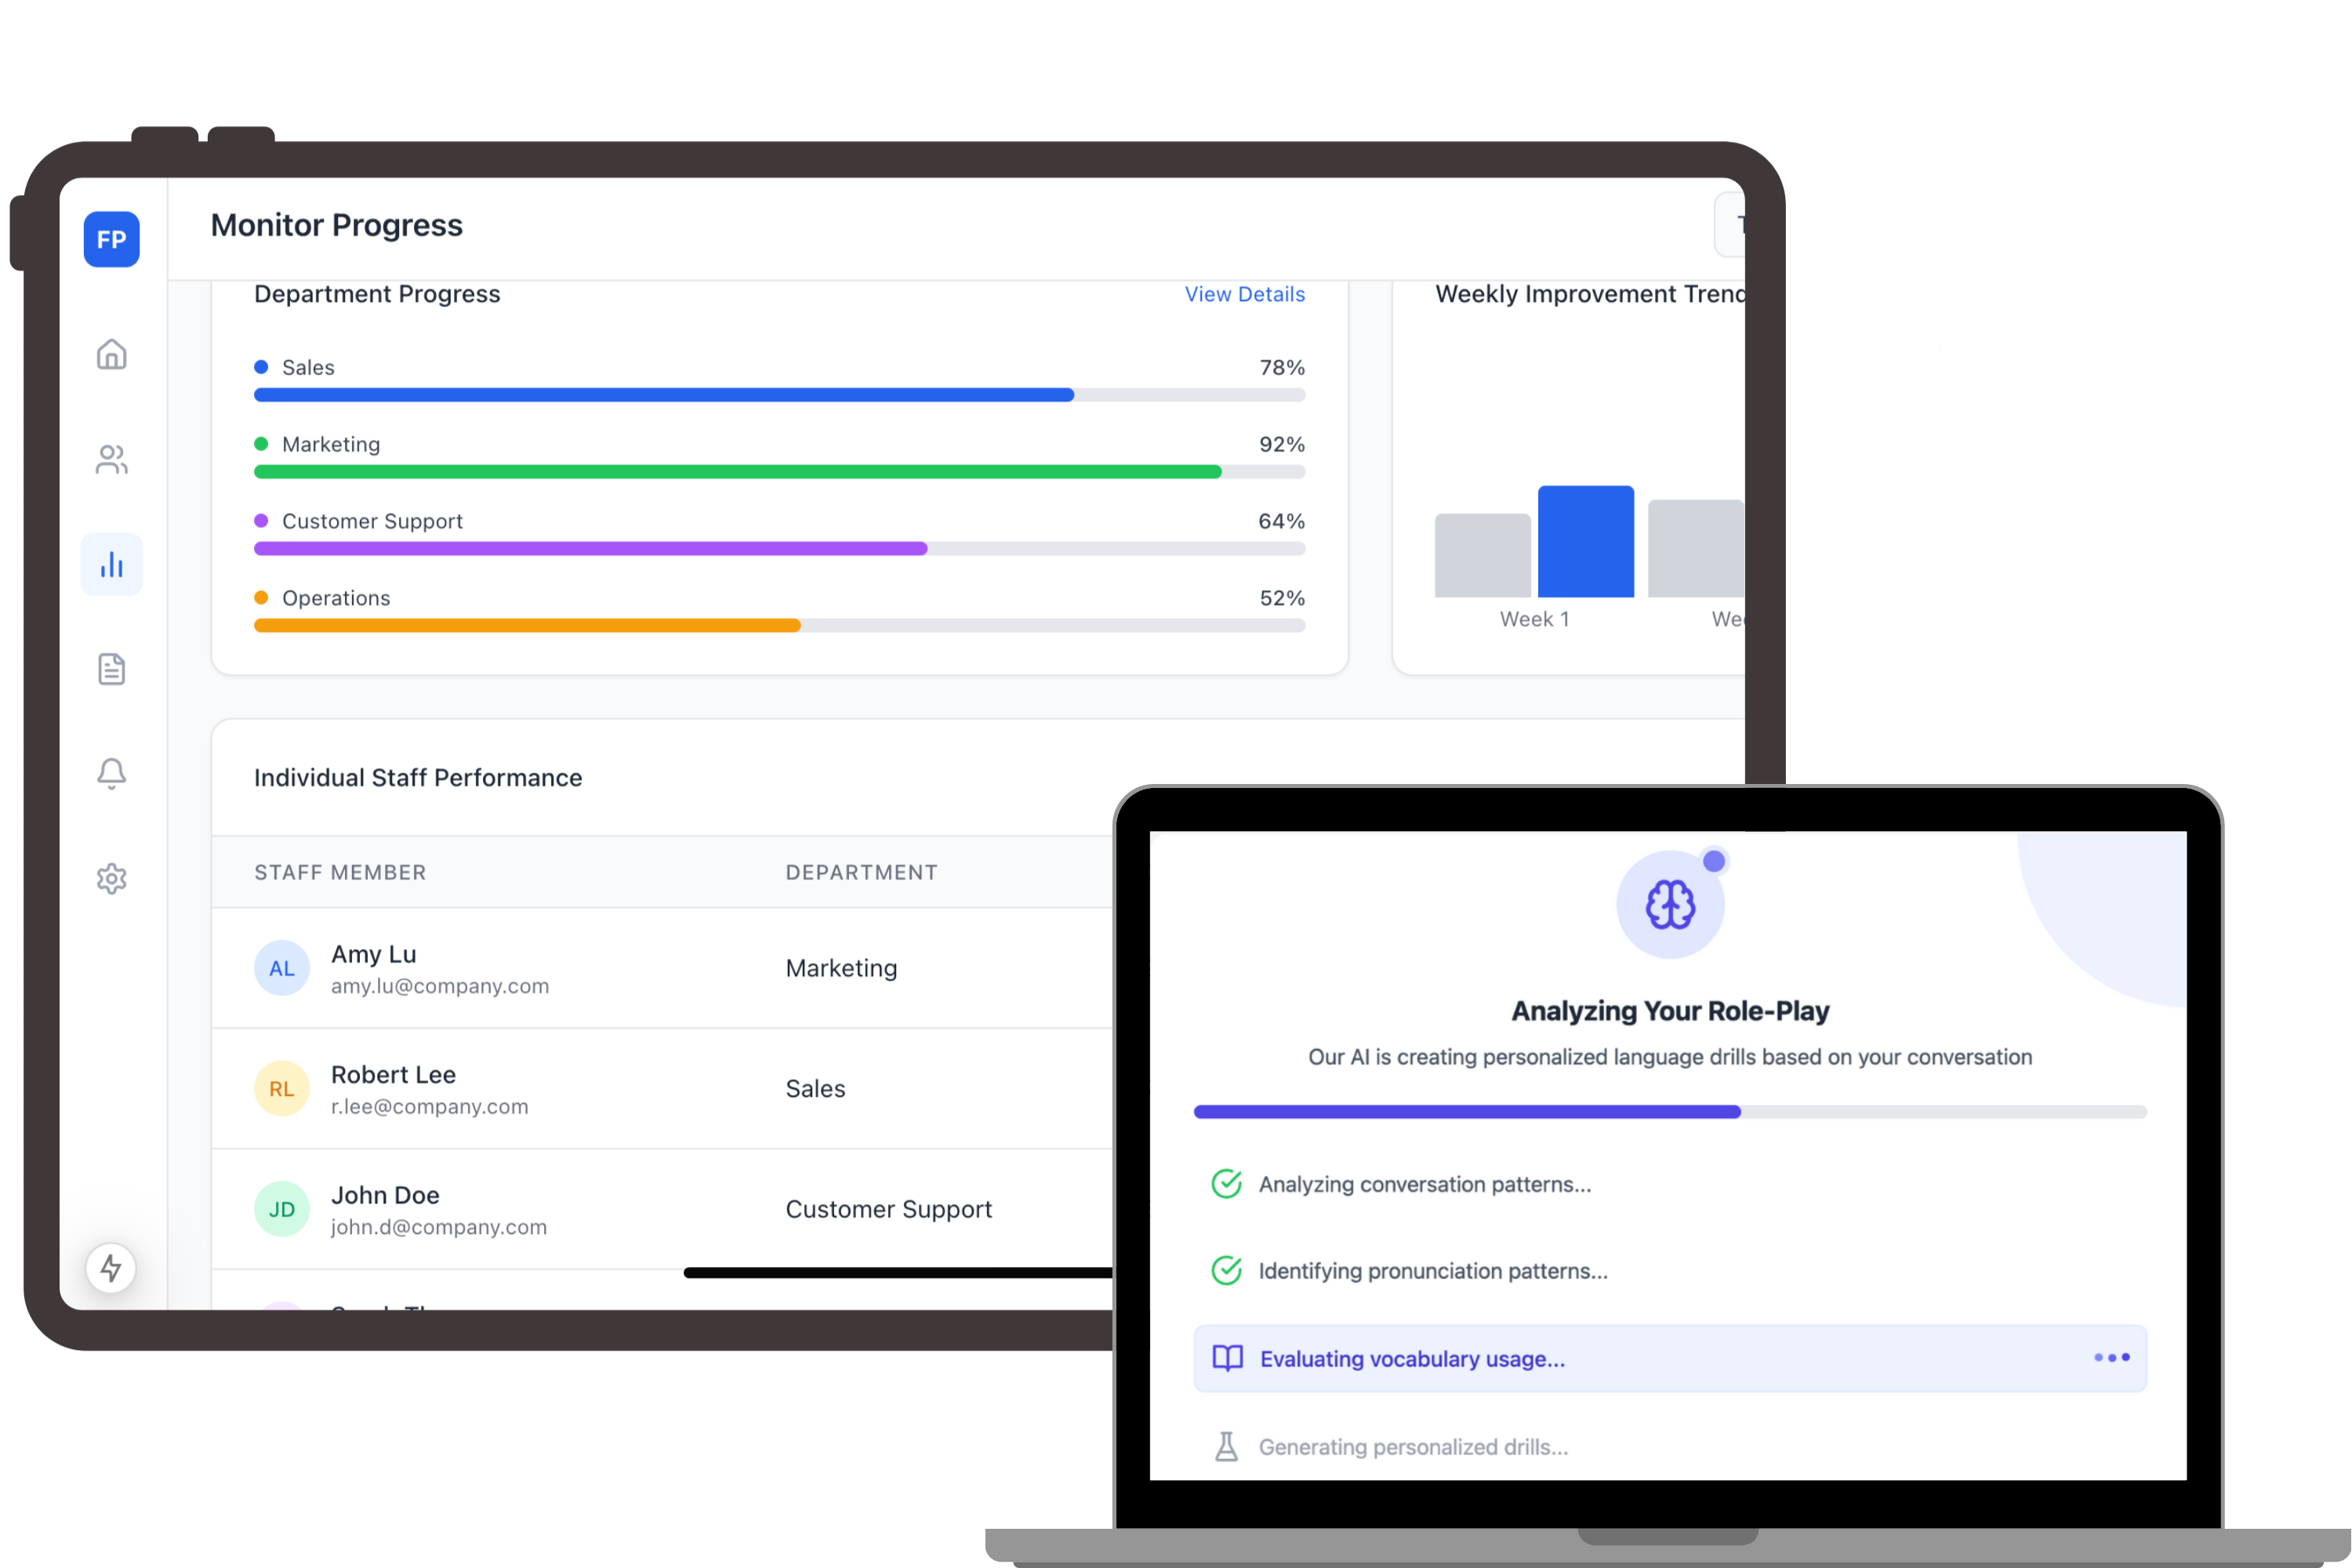 FP
Monitor Progress
Department Progress
View Details
Sales
78%
Marketing
92%
Customer Support
64%
Operations
52%
Weekly Improvement Trend
Week 1
Individual Staff Performance
STAFF MEMBER
DEPARTMENT
AL
Amy Lu
amy.lu@company.com
Marketing
RL
Robert Lee
r.lee@company.com
Sales
JD
John Doe
john.d@company.com
Customer Support
Analyzing Your Role-Play
Our AI is creating personalized language drills based on your conversation
Analyzing conversation patterns...
Identifying pronunciation patterns...
Evaluating vocabulary usage...
Generating personalized drills...